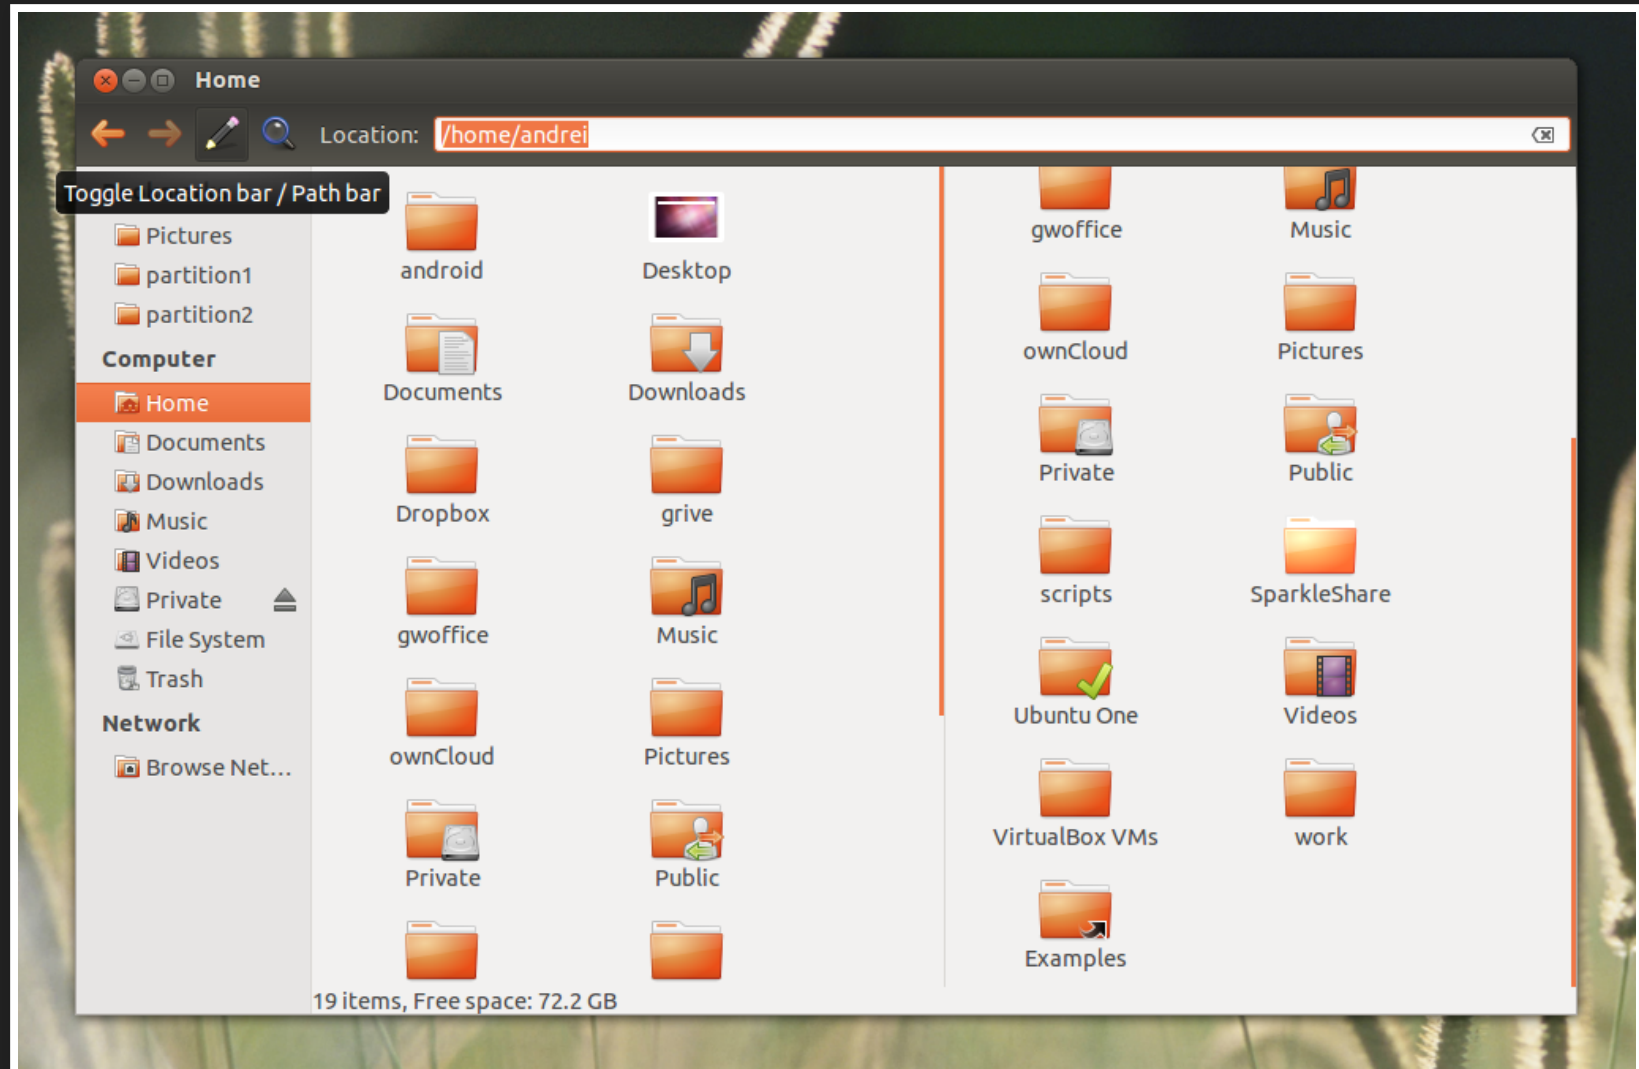 Home
Location: /home/andrei
Toggle Location bar / Path bar
Pictures
partition1
partition2
Computer
Home
Documents
Downloads
Music
Videos
Private
File System
Trash
Network
Browse Net...
android
Desktop
Documents
Downloads
Dropbox
grive
gwoffice
Music
ownCloud
Pictures
Private
Public
gwoffice
Music
ownCloud
Pictures
Private
Public
scripts
SparkleShare
Ubuntu One
Videos
VirtualBox VMs
work
Examples
19 items, Free space: 72.2 GB